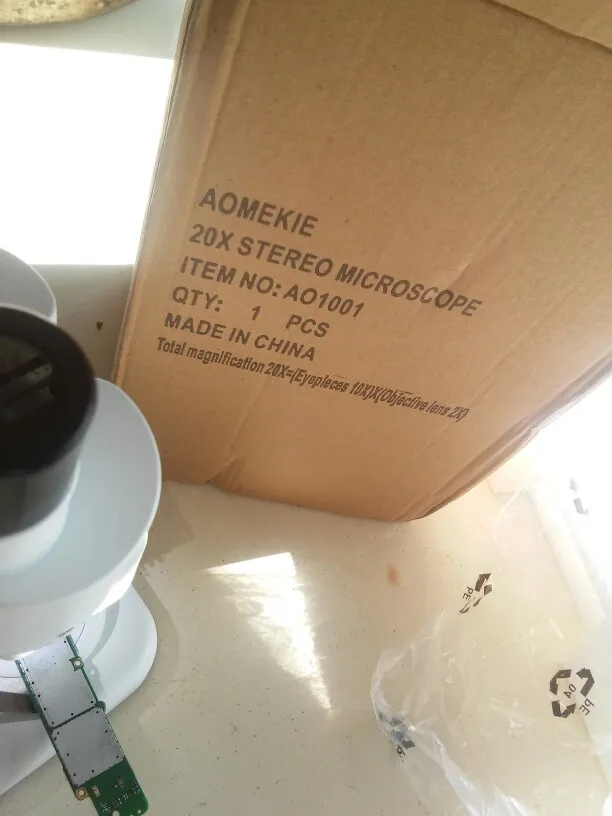 AOMEKIE
20X STEREO MICROSCOPE
ITEM NO: AO1001
QTY: 1 PCS
MADE IN CHINA
Total magnification 20X=(Eyepleces 10X)X(Objective lens 2X)
PE
04
PE